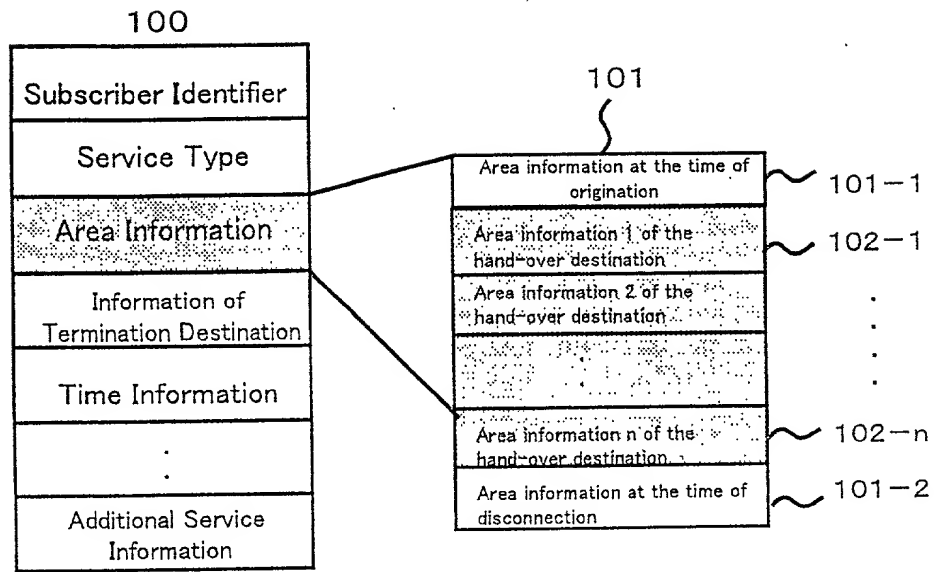 100
Subscriber Identifier
Service Type
Area Information
Information of
Termination Destination
Time Information
:
Additional Service
Information
101
Area information at the time of
origination
101-1
Area information 1 of the
hand-over destination
102-1
Area information 2 of the
hand-over destination
Area information n of the
hand-over destination
102-n
Area information at the time of
disconnection
101-2